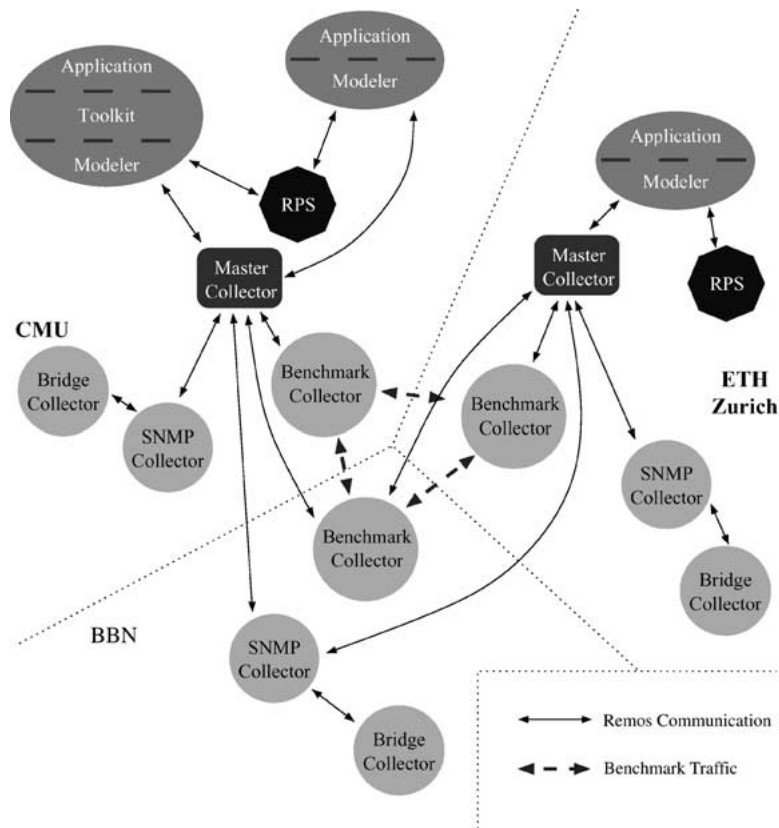 Application
Toolkit
Modeler
Application
Modeler
RPS
Master
Collector
CMU
Bridge
Collector
SNMP
Collector
Benchmark
Collector
Application
Modeler
Master
Collector
RPS
Benchmark
Collector
ETH
Zurich
SNMP
Collector
Bridge
Collector
Benchmark
Collector
BBN
SNMP
Collector
Bridge
Collector
Remos Communication
Benchmark Traffic